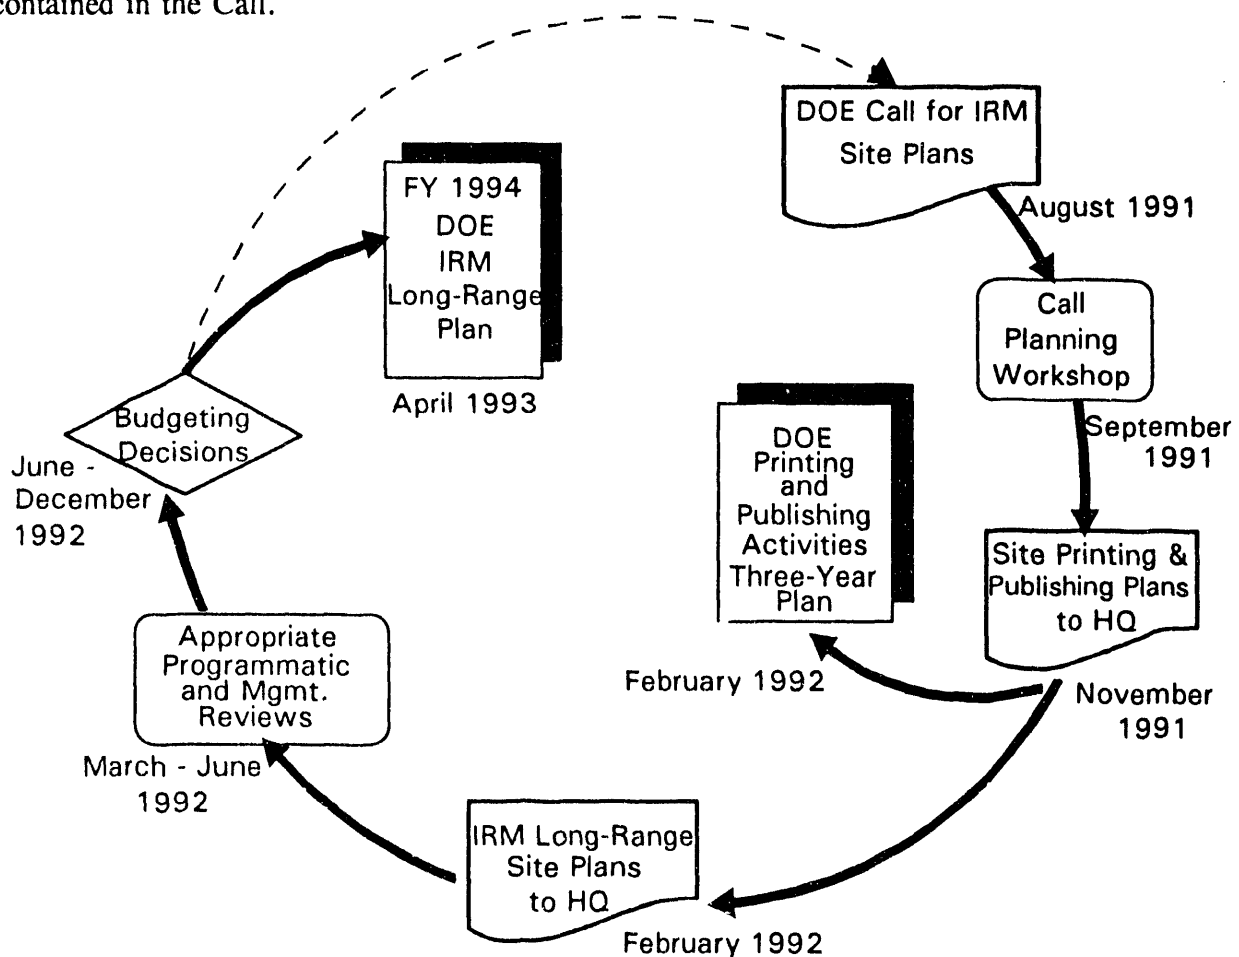 contained in the Call.
DOE Call for IRM
Site Plans
August 1991
Call
Planning
Workshop
September
1991
Site Printing &
Publishing Plans
to HQ
November
1991
DOE
Printing
and
Publishing
Activities
Three-Year
Plan
February 1992
IRM Long-Range
Site Plans
to HQ
February 1992
Appropriate
Programmatic
and Mgmt.
Reviews
March - June
1992
Budgeting
Decisions
June -
December
1992
FY 1994
DOE
IRM
Long-Range
Plan
April 1993